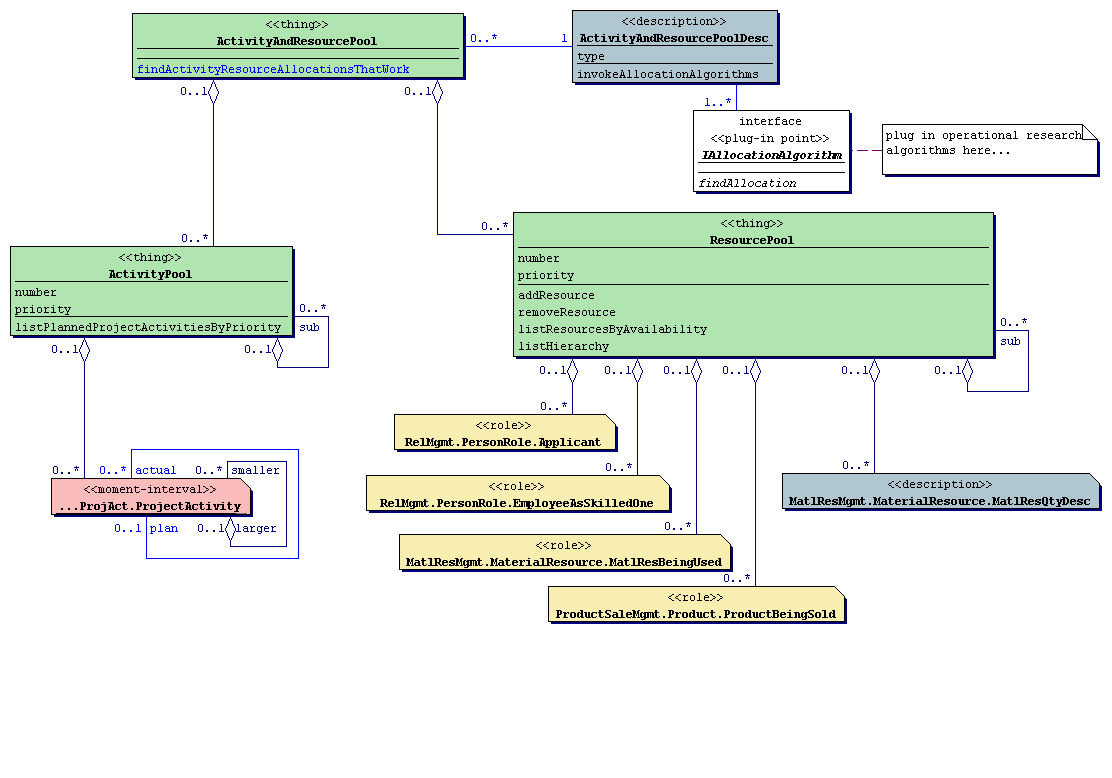 <<thing>>
ActivityAndResourcePool
findActivityResourceAllocationsThatWork
0..*
1
<<description>>
ActivityAndResourcePoolDesc
type
invokeAllocationAlgorithms
0..1
0..1
1..*
interface
<<plug-in point>>
IAllocationAlgorithm
findAllocation
plug in operational research
algorithms here...
0..*
0..*
<<thing>>
ActivityPool
number
priority
listPlannedProjectActivitiesByPriority
0..*
sub
0..1
0..1
<<thing>>
ResourcePool
number
priority
addResource
removeResource
listResourcesByAvailability
listHierarchy
0..*
sub
0..1
0..1
0..1
0..1
0..1
0..1
0..*
<<role>>
RelMgmt.PersonRole.Applicant
0..*
<<role>>
RelMgmt.PersonRole.EmployeeAsSkilledOne
0..*
<<role>>
MatlResMgmt.MaterialResource.MatlResBeingUsed
0..*
<<role>>
ProductSaleMgmt.Product.ProductBeingSold
0..*
<<description>>
MatlResMgmt.MaterialResource.MatlResQtyDesc
0..*
0..*
actual
0..*
smaller
<<moment-interval>>
...ProjAct.ProjectActivity
0..1
plan
0..1
larger